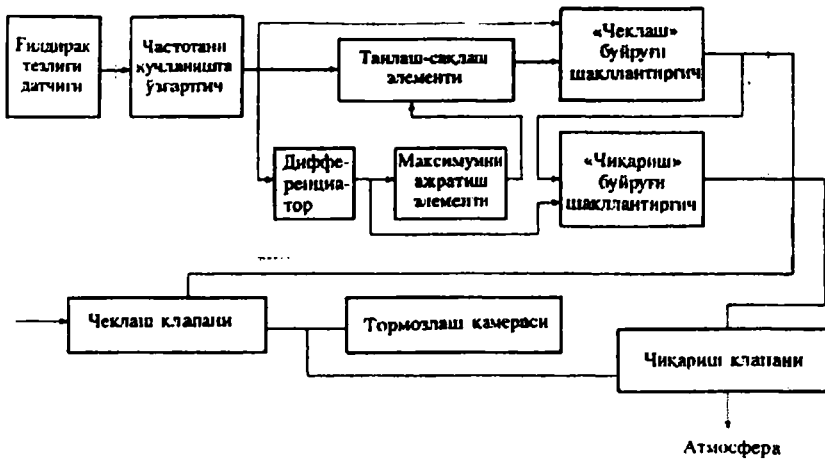 Ғилдирак
тезлиги
датчиги
Частотани
кучланишга
ўзгартгич
Танлаш-сақлаш
элементи
«Чеклаш»
буйруғи
шакллантиргич
Диффе-
ренциа-
тор
Максимумни
ажратиш
элементи
«Чиқариш»
буйруғи
шакллантиргич
Чеклаш клапани
Тормозлаш камераси
Чиқариш клапани
Атмосфера